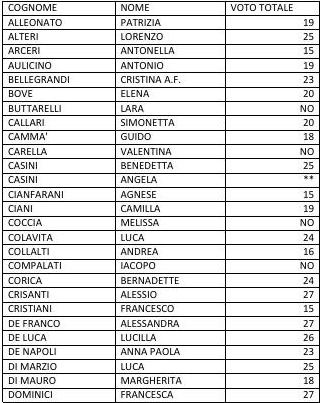 COGNOME NOME VOTO TOTALE
ALLEONATO PATRIZIA 19
ALTERI LORENZO 25
ARCERI ANTONELLA 15
AULICINO ANTONIO 19
BELLEGRANDI CRISTINA A.F. 23
BOVE ELENA 20
BUTTARELLI LARA NO
CALLARI SIMONETTA 20
CAMMA' GUIDO 18
CARELLA VALENTINA NO
CASINI BENEDETTA 25
CASINI ANGELA **
CIANFARANI AGNESE 15
CIANI CAMILLA 19
COCCIA MELISSA NO
COLAVITA LUCA 24
COLLALTI ANDREA 16
COMPALATI IACOPO NO
CORICA BERNADETTE 24
CRISANTI ALESSIO 27
CRISTIANI FRANCESCO 15
DE FRANCO ALESSANDRA 27
DE LUCA LUCILLA 26
DE NAPOLI ANNA PAOLA 23
DI MARZIO LUCA 25
DI MAURO MARGHERITA 18
DOMINICI FRANCESCA 27